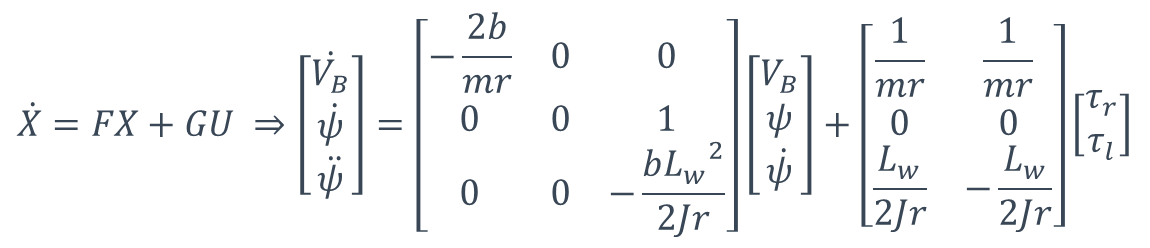 Ẋ = FX + GU ⇒ [V̇_B; ψ̇; ψ̈] = [−2b/mr 0 0; 0 0 1; 0 0 −bL_w²/2Jr] [V_B; ψ; ψ̇] + [1/mr 1/mr; 0 0; L_w/2Jr −L_w/2Jr] [τ_r; τ_l]